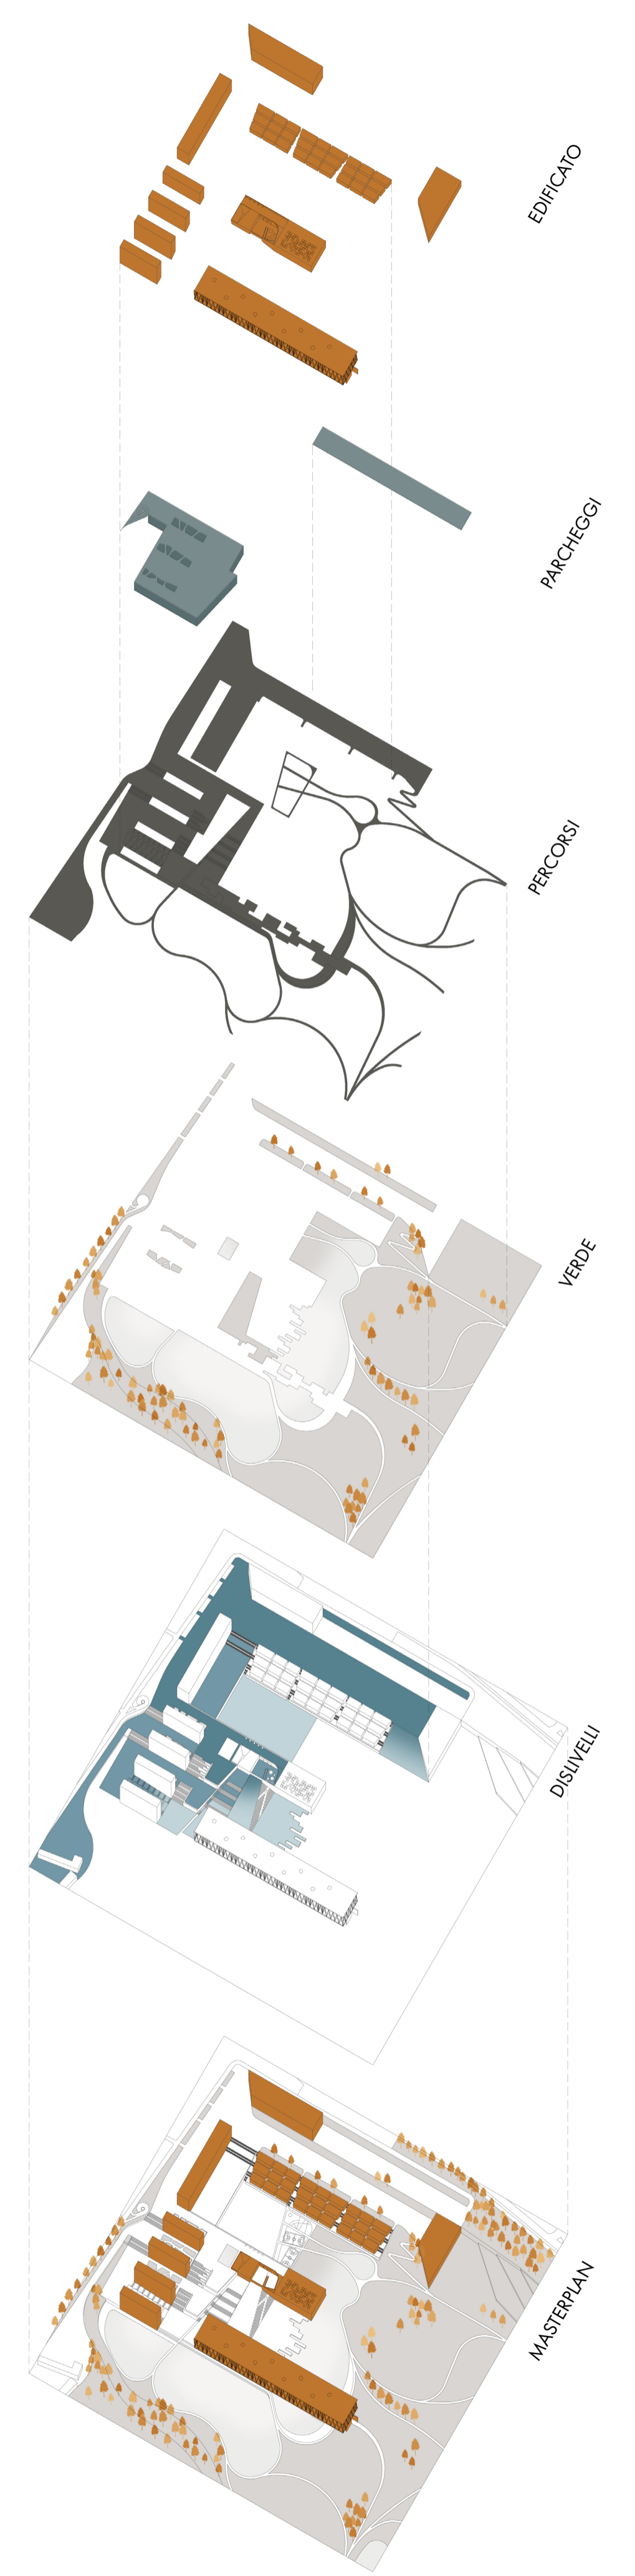 EDIFICATO
PARCHEGGI
PERCORSI
VERDE
DISLIVELLI
MASTERPLAN